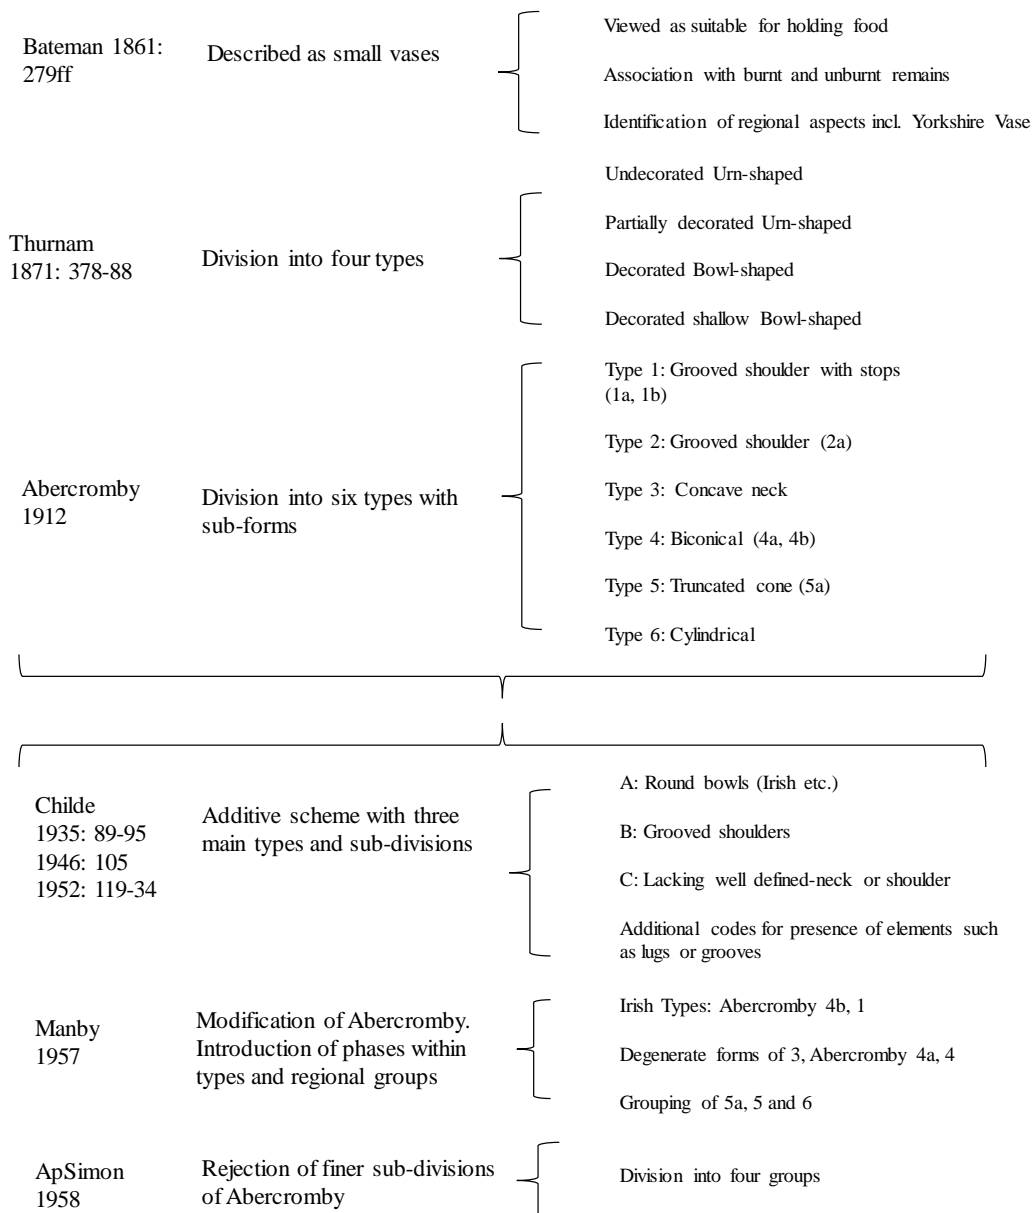 Bateman 1861:
279ff
Described as small vases
Viewed as suitable for holding food
Association with burnt and unburnt remains
Identification of regional aspects incl. Yorkshire Vase
Thurnam
1871: 378-88
Division into four types
Undecorated Urn-shaped
Partially decorated Urn-shaped
Decorated Bowl-shaped
Decorated shallow Bowl-shaped
Abercromby
1912
Division into six types with
sub-forms
Type 1: Grooved shoulder with stops
(1a, 1b)
Type 2: Grooved shoulder (2a)
Type 3: Concave neck
Type 4: Biconical (4a, 4b)
Type 5: Truncated cone (5a)
Type 6: Cylindrical
Childe
1935: 89-95
1946: 105
1952: 119-34
Additive scheme with three
main types and sub-divisions
A: Round bowls (Irish etc.)
B: Grooved shoulders
C: Lacking well defined-neck or shoulder
Additional codes for presence of elements such
as lugs or grooves
Manby
1957
Modification of Abercromby.
Introduction of phases within
types and regional groups
Irish Types: Abercromby 4b, 1
Degenerate forms of 3, Abercromby 4a, 4
Grouping of 5a, 5 and 6
ApSimon
1958
Rejection of finer sub-divisions
of Abercromby
Division into four groups